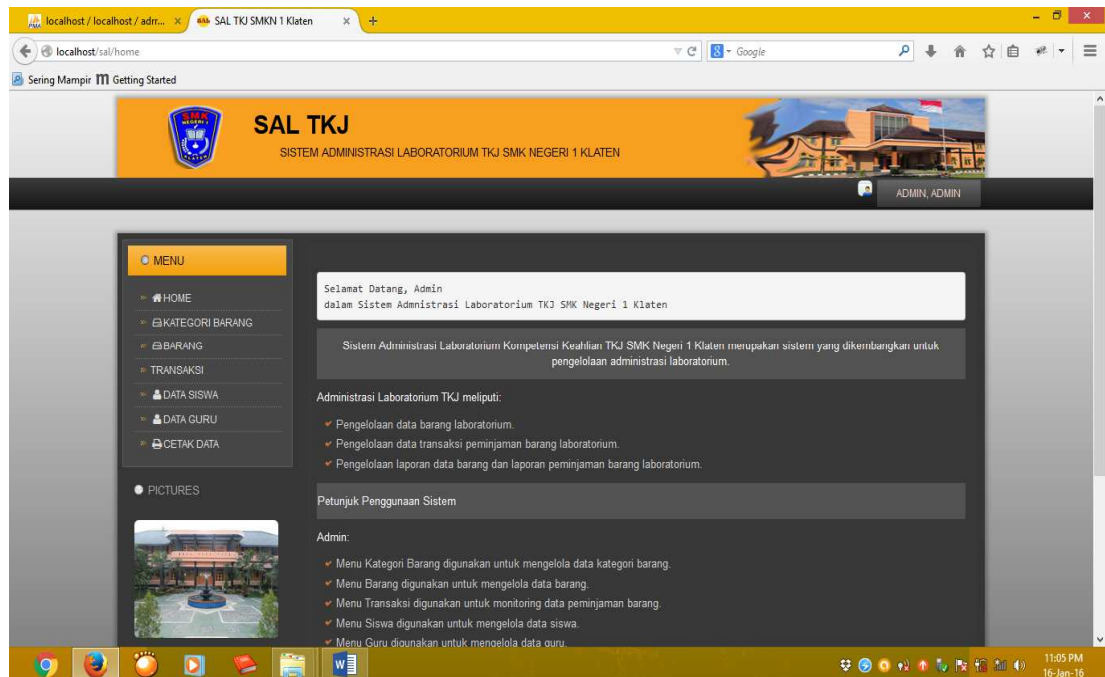 localhost / localhost / adrr...
SAL TKJ SMKN 1 Klaten
localhost/sal/home
Google
Sering Mampir
Getting Started
SMK
NEGERI 1
KLATEN
SAL TKJ
SISTEM ADMINISTRASI LABORATORIUM TKJ SMK NEGERI 1 KLATEN
ADMIN, ADMIN
MENU
HOME
KATEGORI BARANG
BARANG
TRANSAKSI
DATA SISWA
DATA GURU
CETAK DATA
PICTURES
Selamat Datang, Admin
dalam Sistem Admnistrasi Laboratorium TKJ SMK Negeri 1 Klaten
Sistem Administrasi Laboratorium Kompetensi Keahlian TKJ SMK Negeri 1 Klaten merupakan sistem yang dikembangkan untuk
pengelolaan administrasi laboratorium.
Administrasi Laboratorium TKJ meliputi:
Pengelolaan data barang laboratorium.
Pengelolaan data transaksi peminjaman barang laboratorium.
Pengelolaan laporan data barang dan laporan peminjaman barang laboratorium.
Petunjuk Penggunaan Sistem
Admin:
Menu Kategori Barang digunakan untuk mengelola data kategori barang.
Menu Barang digunakan untuk mengelola data barang.
Menu Transaksi digunakan untuk monitoring data peminjaman barang.
Menu Siswa digunakan untuk mengelola data siswa.
Menu Guru digunakan untuk mengelola data guru.
11:05 PM
16-Jan-16